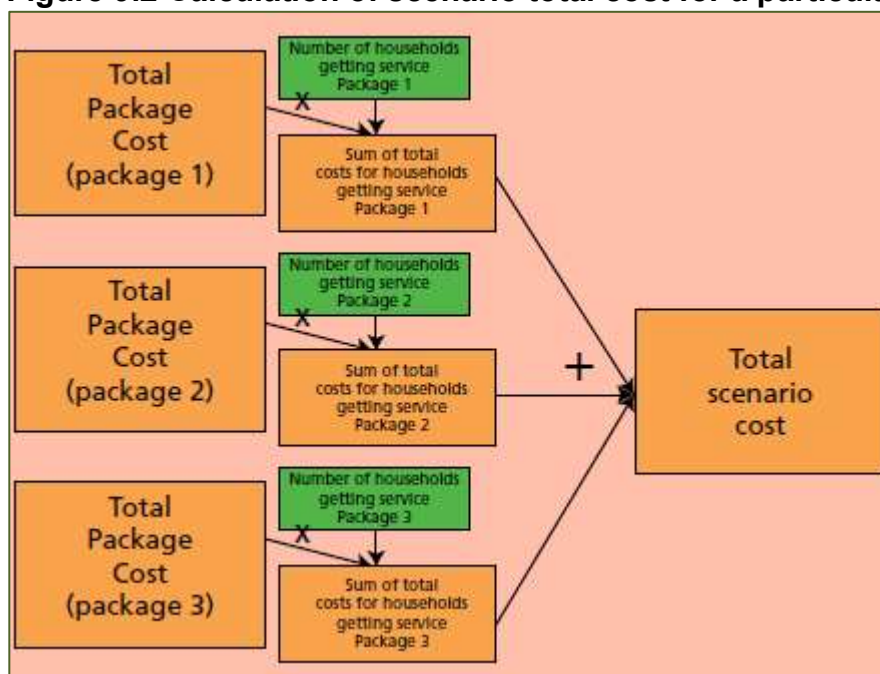 Total
Package
Cost
(package 1)
Number of households
getting service
Package 1
X
Sum of total
costs for households
getting service
Package 1
Total
Package
Cost
(package 2)
Number of households
getting service
Package 2
X
Sum of total
costs for households
getting service
Package 2
+
Total
scenario
cost
Total
Package
Cost
(package 3)
Number of households
getting service
Package 3
X
Sum of total
costs for households
getting service
Package 3